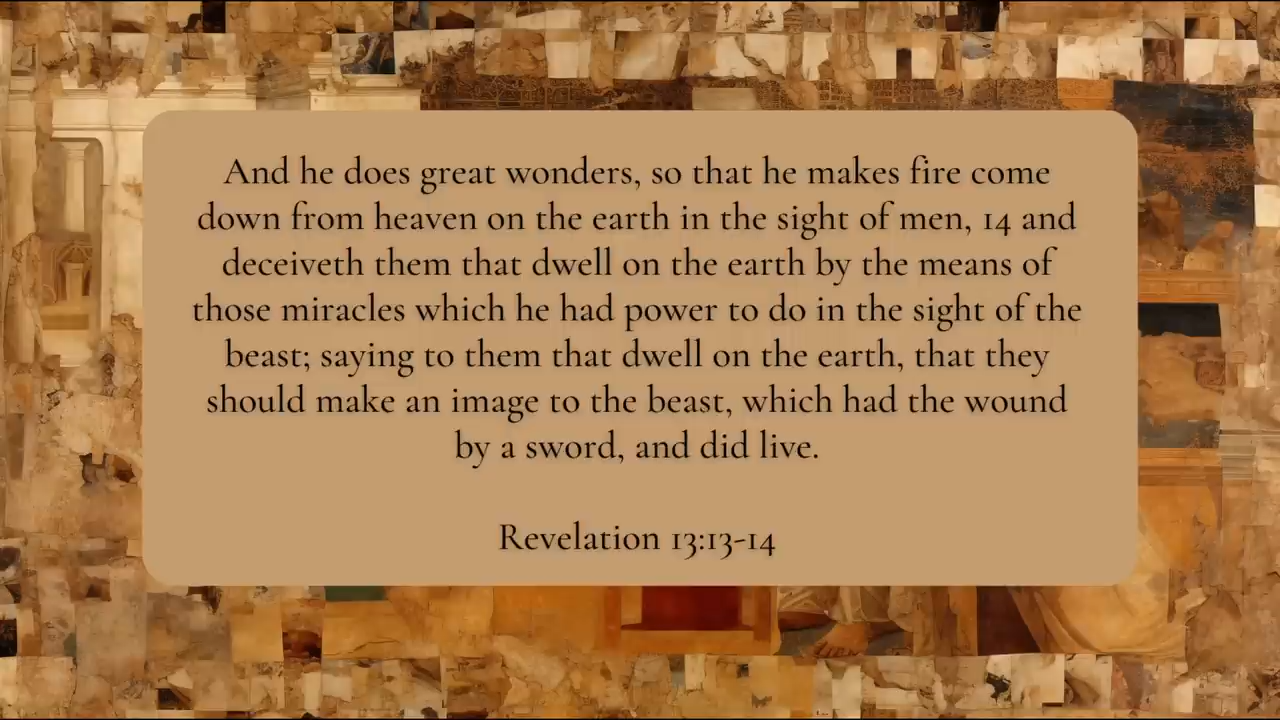 And he does great wonders, so that he makes fire come
down from heaven on the earth in the sight of men, 14 and
deceiveth them that dwell on the earth by the means of
those miracles which he had power to do in the sight of the
beast; saying to them that dwell on the earth, that they
should make an image to the beast, which had the wound
by a sword, and did live.
Revelation 13:13-14